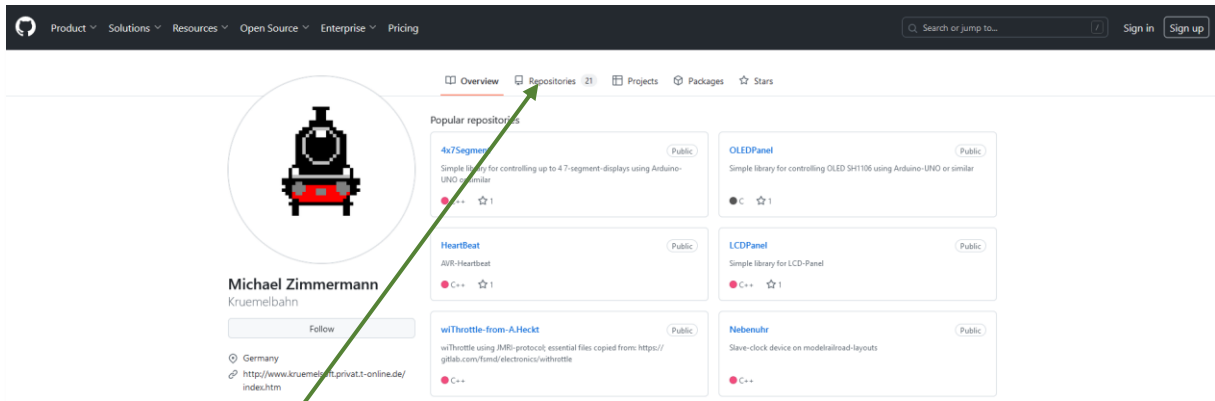 Product Solutions Resources Open Source Enterprise Pricing Search or jump to... / Sign in Sign up
Overview Repositories 21 Projects Packages Stars
Popular repositories
4x7Segment Public
Simple library for controlling up to 4 7-segment-displays using Arduino-
UNO or similar
C++ 1
OLEDPanel Public
Simple library for controlling OLED SH1106 using Arduino-UNO or similar
C 1
HeartBeat Public
AVR-Heartbeat
C++ 1
LCDPanel Public
Simple library for LCD-Panel
C++ 1
Michael Zimmermann
Kruemelbahn
Follow
Germany
http://www.kruemelsoft.privat.t-online.de/
index.htm
wiThrottle-from-A.Heckt Public
wiThrottle using JMRI-protocol; essential files copied from: https://
gitlab.com/fsmd/electronics/withrottle
C++
Nebenuhr Public
Slave-clock device on modelrailroad-layouts
C++